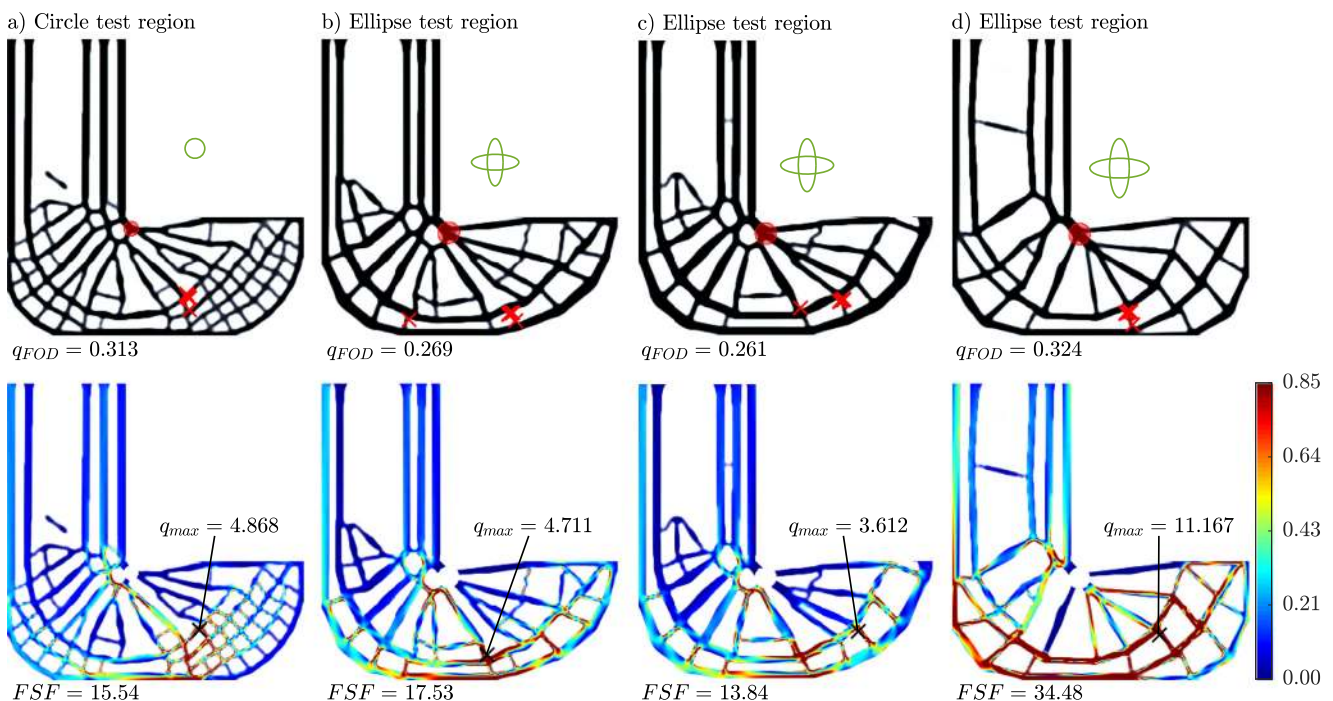 a) Circle test region
b) Ellipse test region
c) Ellipse test region
d) Ellipse test region
q_{FOD} = 0.313
q_{FOD} = 0.269
q_{FOD} = 0.261
q_{FOD} = 0.324
q_{max} = 4.868
q_{max} = 4.711
q_{max} = 3.612
q_{max} = 11.167
FSF = 15.54
FSF = 17.53
FSF = 13.84
FSF = 34.48
0.85
0.64
0.43
0.21
0.00